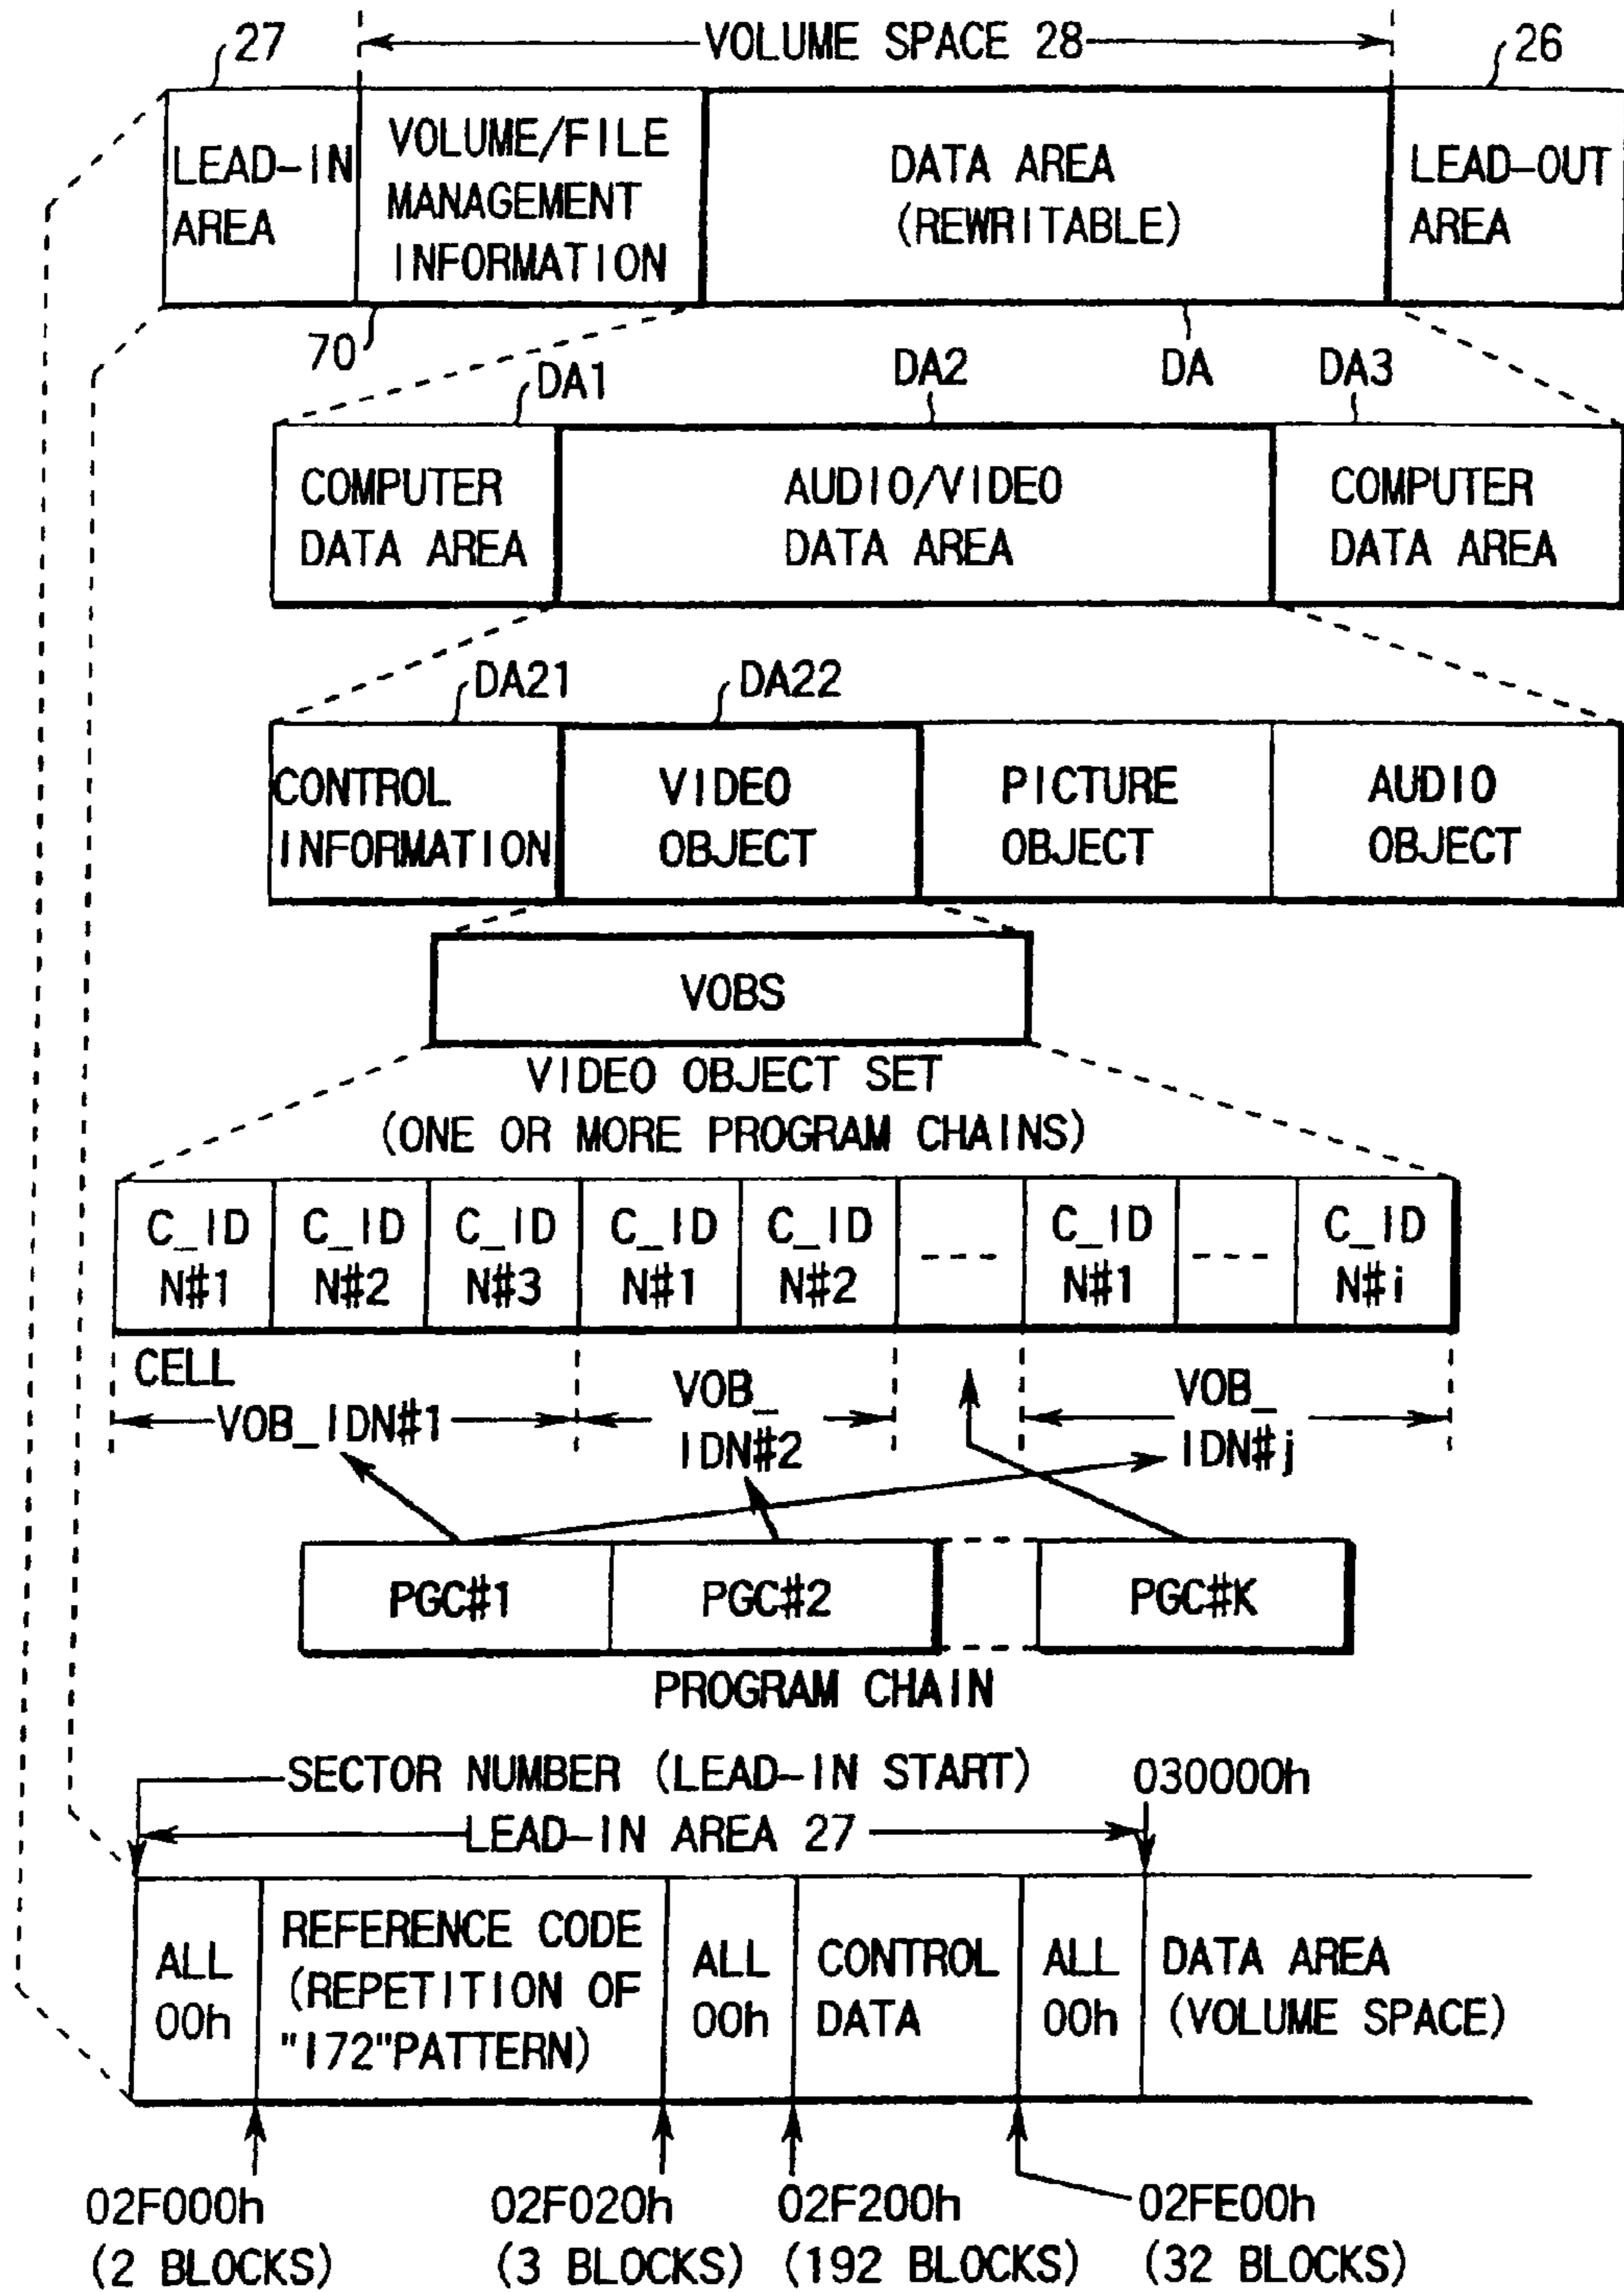 27
VOLUME SPACE 28
26
LEAD-IN
AREA
VOLUME/FILE
MANAGEMENT
INFORMATION
DATA AREA
(REWRITABLE)
LEAD-OUT
AREA
70
DA1
DA2
DA
DA3
COMPUTER
DATA AREA
AUDIO/VIDEO
DATA AREA
COMPUTER
DATA AREA
DA21
DA22
CONTROL
INFORMATION
VIDEO
OBJECT
PICTURE
OBJECT
AUDIO
OBJECT
VOBS
VIDEO OBJECT SET
(ONE OR MORE PROGRAM CHAINS)
C_ID
N#1
C_ID
N#2
C_ID
N#3
C_ID
N#1
C_ID
N#2
----
C_ID
N#1
----
C_ID
N#i
CELL
VOB_IDN#1
VOB_
IDN#2
VOB_
IDN#j
PGC#1
PGC#2
PGC#K
PROGRAM CHAIN
SECTOR NUMBER (LEAD-IN START)
030000h
LEAD-IN AREA 27
ALL
00h
REFERENCE CODE
(REPETITION OF
"172"PATTERN)
ALL
00h
CONTROL
DATA
ALL
00h
DATA AREA
(VOLUME SPACE)
02F000h
(2 BLOCKS)
02F020h
(3 BLOCKS)
02F200h
(192 BLOCKS)
02FE00h
(32 BLOCKS)